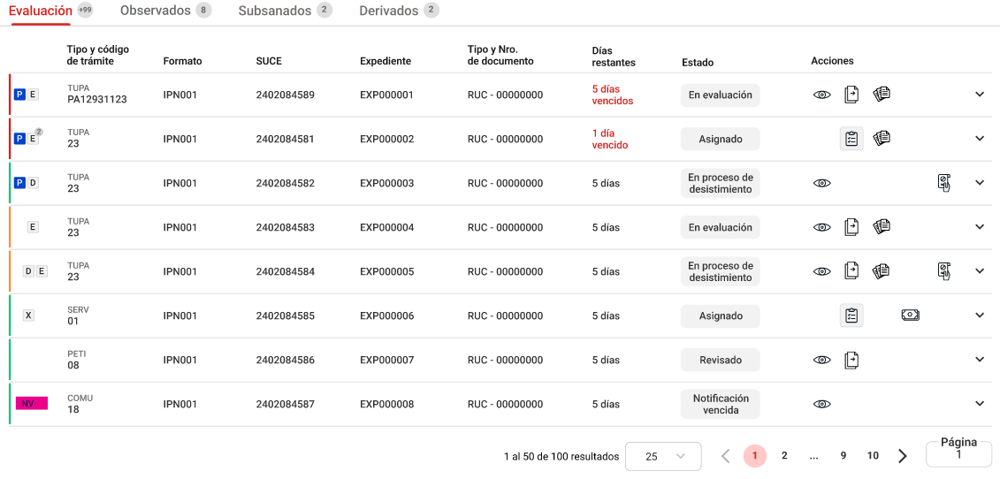 Evaluación +99 Observados 8 Subsanados 2 Derivados 2
Tipo y código de trámite Formato SUCE Expediente Tipo y Nro. de documento Días restantes Estado Acciones
P E TUPA PA12931123 IPN001 2402084589 EXP000001 RUC - 00000000 5 días vencidos En evaluación
P E 2 TUPA 23 IPN001 2402084581 EXP000002 RUC - 00000000 1 día vencido Asignado
P D TUPA 23 IPN001 2402084582 EXP000003 RUC - 00000000 5 días En proceso de desistimiento
E TUPA 23 IPN001 2402084583 EXP000004 RUC - 00000000 5 días En evaluación
D E TUPA 23 IPN001 2402084584 EXP000005 RUC - 00000000 5 días En proceso de desistimiento
X SERV 01 IPN001 2402084585 EXP000006 RUC - 00000000 5 días Asignado
PETI 08 IPN001 2402084586 EXP000007 RUC - 00000000 5 días Revisado
NV COMU 18 IPN001 2402084587 EXP000008 RUC - 00000000 5 días Notificación vencida
1 al 50 de 100 resultados 25 1 2 ... 9 10 Página 1